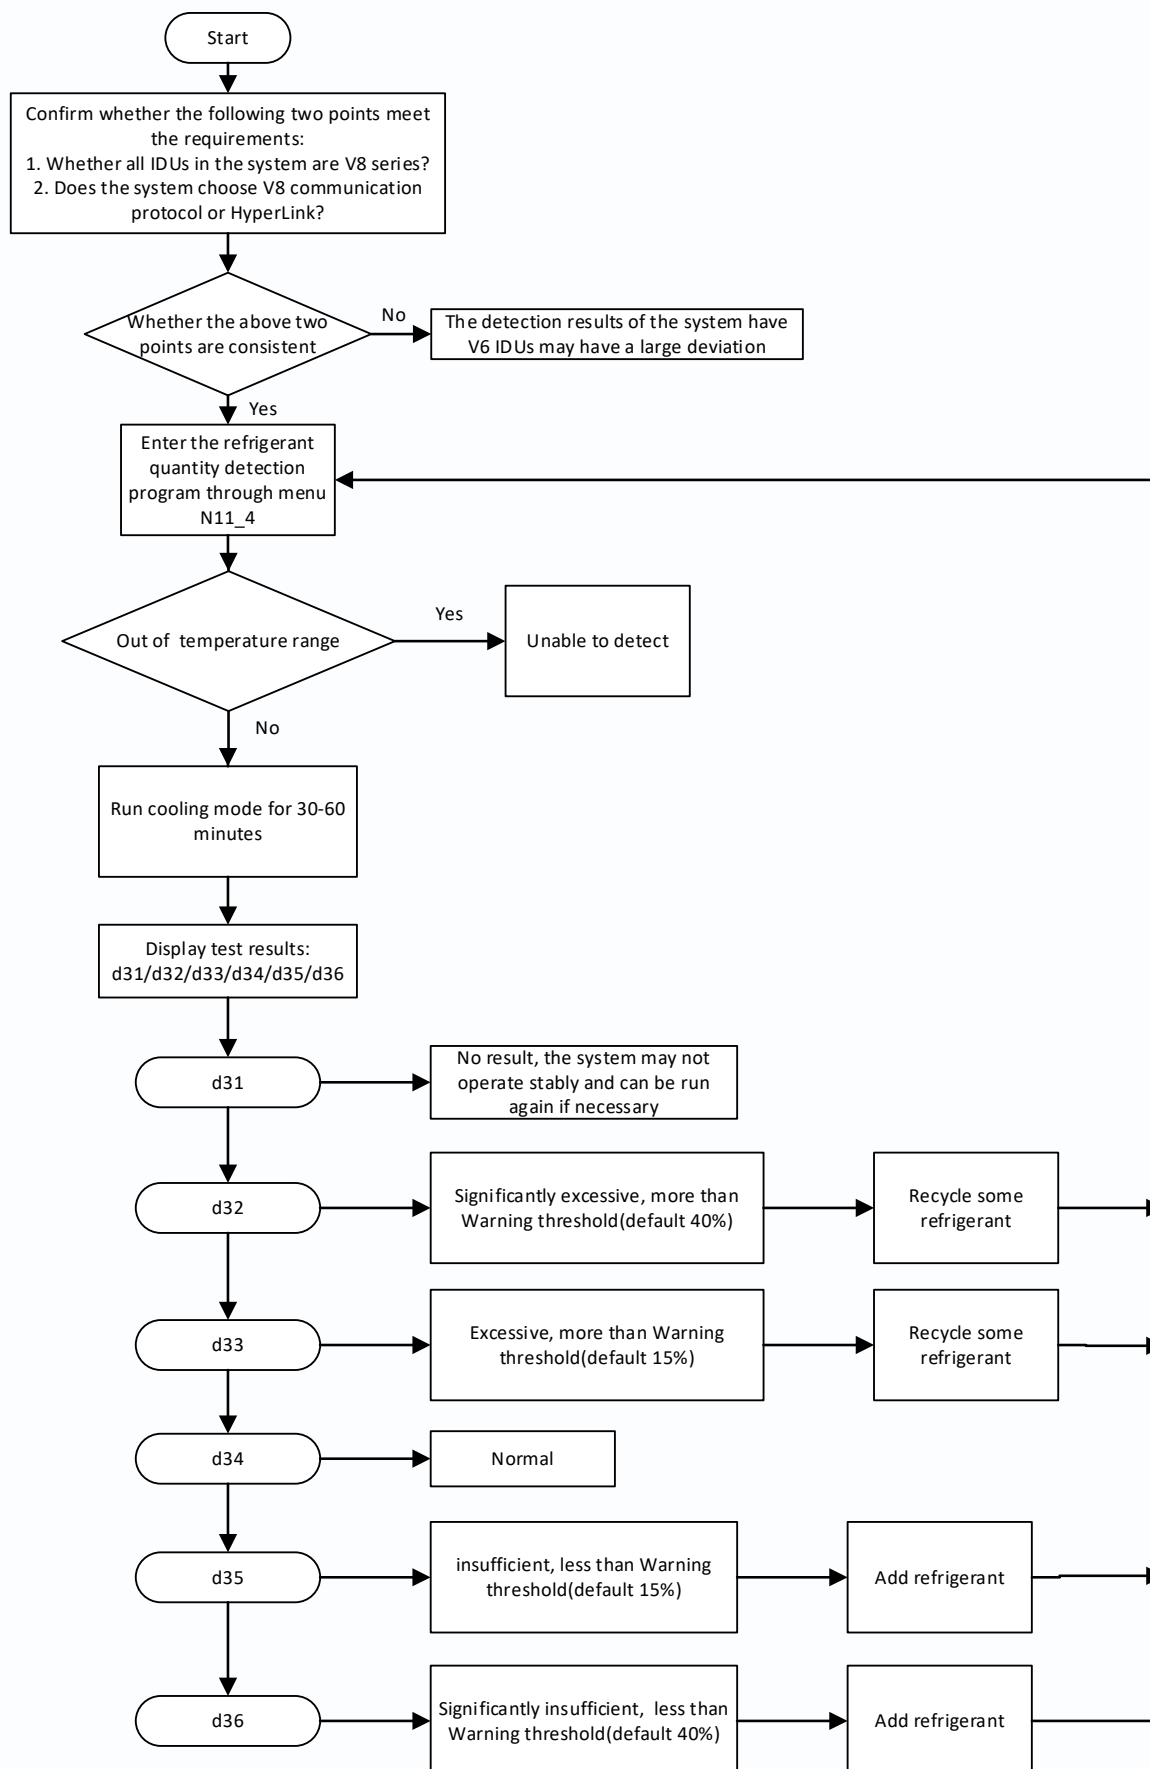 Start
Confirm whether the following two points meet
the requirements:
1. Whether all IDUs in the system are V8 series?
2. Does the system choose V8 communication
protocol or HyperLink?
Whether the above two
points are consistent
No
The detection results of the system have
V6 IDUs may have a large deviation
Yes
Enter the refrigerant
quantity detection
program through menu
N11_4
Out of temperature range
Yes
Unable to detect
No
Run cooling mode for 30-60
minutes
Display test results:
d31/d32/d33/d34/d35/d36
d31
No result, the system may not
operate stably and can be run
again if necessary
d32
Significantly excessive, more than
Warning threshold(default 40%)
Recycle some
refrigerant
d33
Excessive, more than Warning
threshold(default 15%)
Recycle some
refrigerant
d34
Normal
d35
insufficient, less than Warning
threshold(default 15%)
Add refrigerant
d36
Significantly insufficient, less than
Warning threshold(default 40%)
Add refrigerant